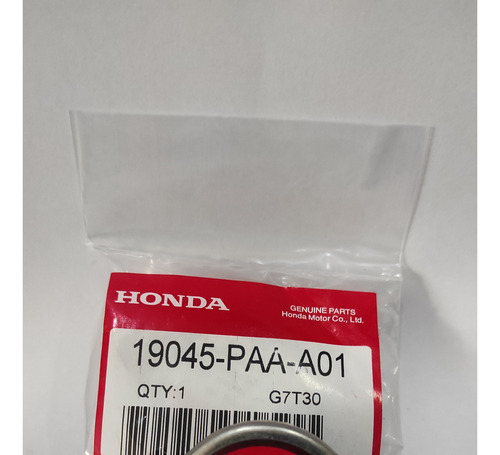 HONDA
GENUINE PARTS
Honda Motor Co., Ltd.
19045-PAA-A01
QTY:1 G7T30